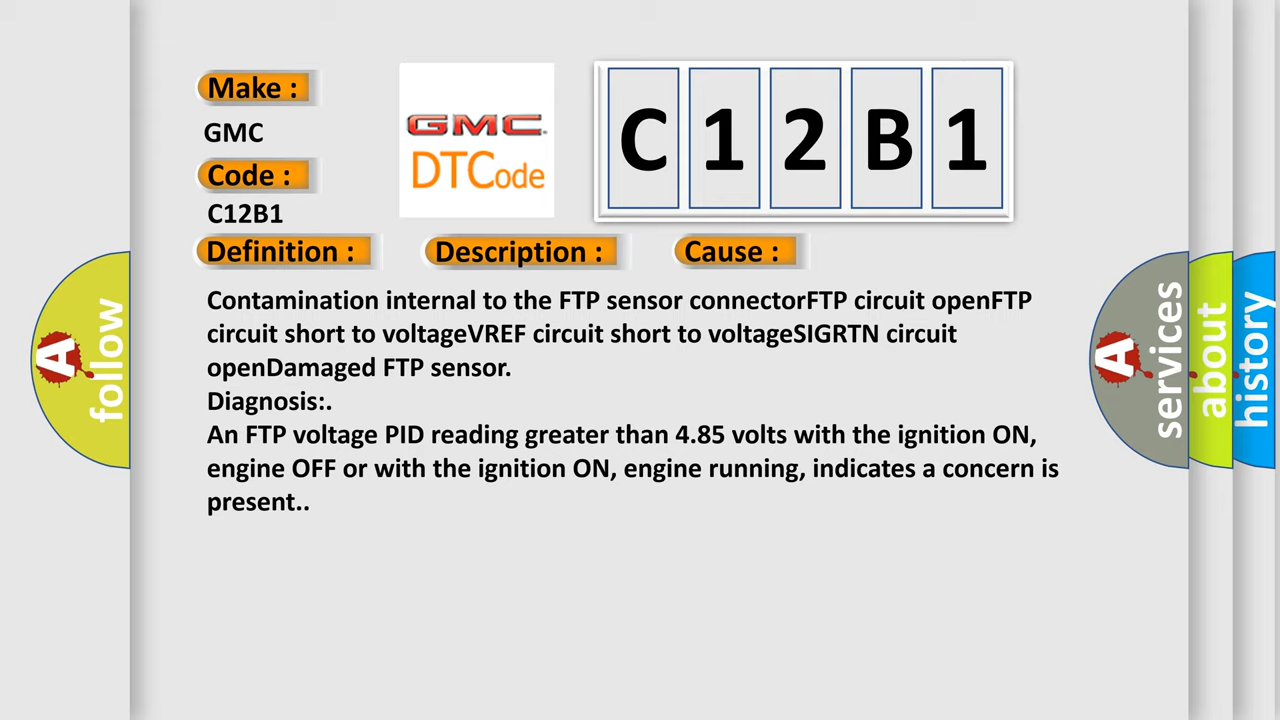 Make :
GMC
Code :
C12B1
GMC
DTCode
C12B1
Definition :
Description :
Cause :
Contamination internal to the FTP sensor connectorFTP circuit openFTP
circuit short to voltageVREF circuit short to voltageSIGRTN circuit
openDamaged FTP sensor.
Diagnosis:.
An FTP voltage PID reading greater than 4.85 volts with the ignition ON,
engine OFF or with the ignition ON, engine running, indicates a concern is
present..
A
follow
A
services
about
history